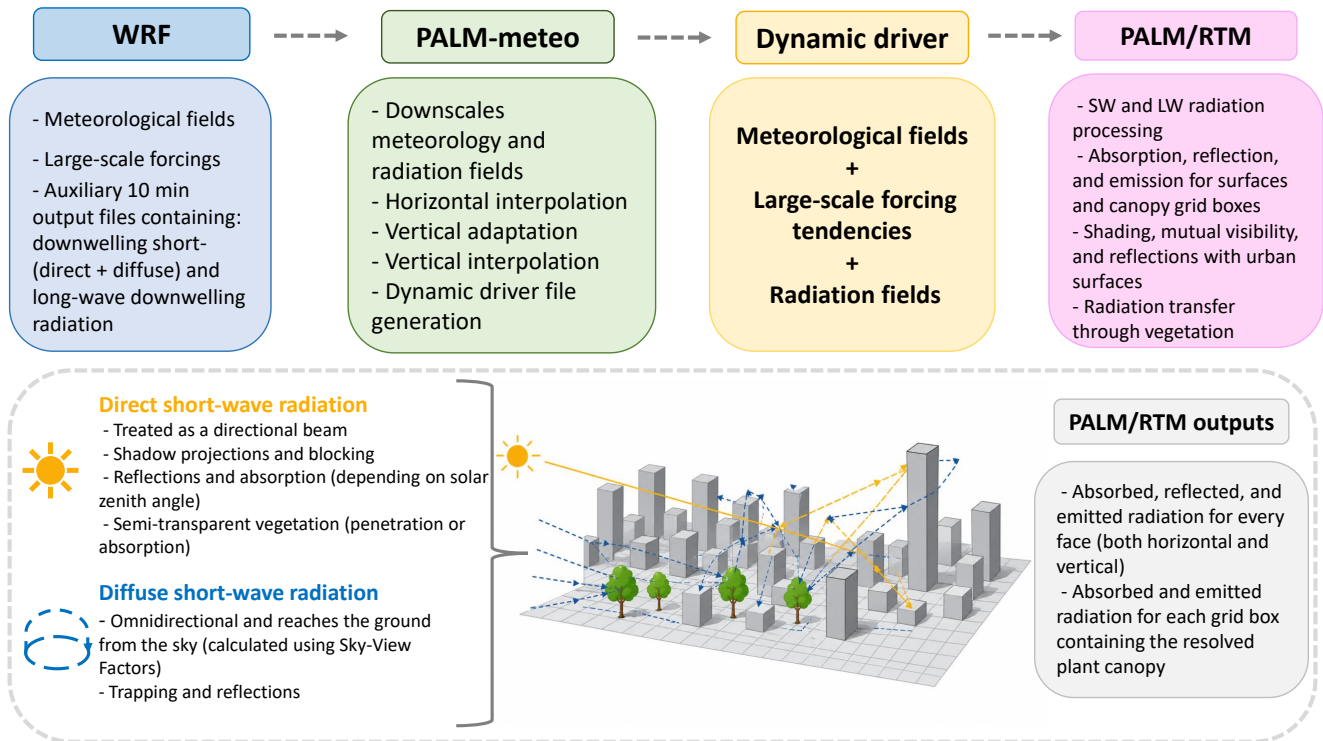 WRF
PALM-meteo
Dynamic driver
PALM/RTM
- Meteorological fields
- Large-scale forcings
- Auxiliary 10 min
output files containing:
downwelling short-
(direct + diffuse) and
long-wave downwelling
radiation
- Downscales
meteorology and
radiation fields
- Horizontal interpolation
- Vertical adaptation
- Vertical interpolation
- Dynamic driver file
generation
Meteorological fields
+
Large-scale forcing
tendencies
+
Radiation fields
- SW and LW radiation
processing
- Absorption, reflection,
and emission for surfaces
and canopy grid boxes
- Shading, mutual visibility,
and reflections with urban
surfaces
- Radiation transfer
through vegetation
Direct short-wave radiation
- Treated as a directional beam
- Shadow projections and blocking
- Reflections and absorption (depending on solar
zenith angle)
- Semi-transparent vegetation (penetration or
absorption)
Diffuse short-wave radiation
- Omnidirectional and reaches the ground
from the sky (calculated using Sky-View
Factors)
- Trapping and reflections
PALM/RTM outputs
- Absorbed, reflected, and
emitted radiation for every
face (both horizontal and
vertical)
- Absorbed and emitted
radiation for each grid box
containing the resolved
plant canopy